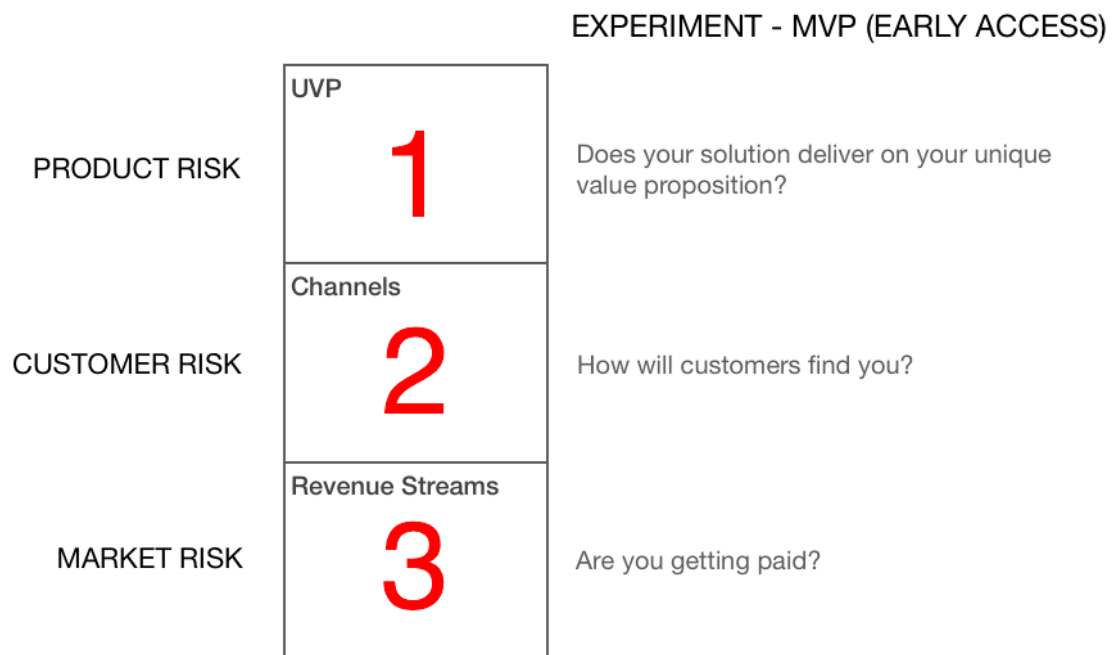 EXPERIMENT - MVP (EARLY ACCESS)
UVP
PRODUCT RISK
1
Does your solution deliver on your unique
value proposition?
Channels
CUSTOMER RISK
2
How will customers find you?
Revenue Streams
MARKET RISK
3
Are you getting paid?